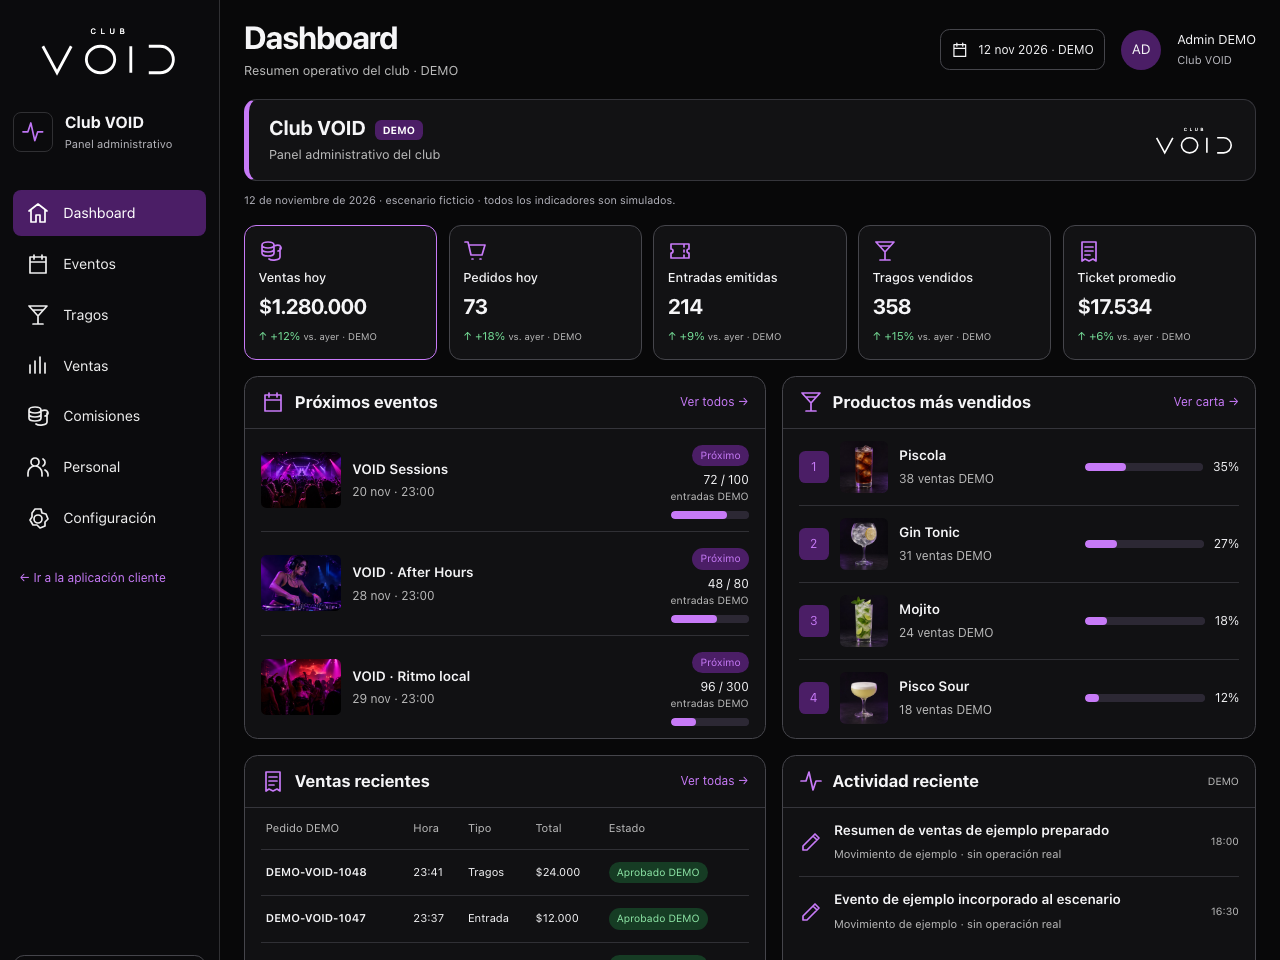 CLUB
VOID
Club VOID
Panel administrativo
Dashboard
Eventos
Tragos
Ventas
Comisiones
Personal
Configuración
← Ir a la aplicación cliente
Dashboard
Resumen operativo del club · DEMO
12 nov 2026 · DEMO
AD
Admin DEMO
Club VOID
Club VOID DEMO
Panel administrativo del club
CLUB
VOID
12 de noviembre de 2026 · escenario ficticio · todos los indicadores son simulados.
Ventas hoy
$1.280.000
↑ +12% vs. ayer · DEMO
Pedidos hoy
73
↑ +18% vs. ayer · DEMO
Entradas emitidas
214
↑ +9% vs. ayer · DEMO
Tragos vendidos
358
↑ +15% vs. ayer · DEMO
Ticket promedio
$17.534
↑ +6% vs. ayer · DEMO
Próximos eventos
Ver todos →
VOID Sessions
20 nov · 23:00
Próximo
72 / 100
entradas DEMO
VOID · After Hours
28 nov · 23:00
Próximo
48 / 80
entradas DEMO
VOID · Ritmo local
29 nov · 23:00
Próximo
96 / 300
entradas DEMO
Productos más vendidos
Ver carta →
1
Piscola
38 ventas DEMO
35%
2
Gin Tonic
31 ventas DEMO
27%
3
Mojito
24 ventas DEMO
18%
4
Pisco Sour
18 ventas DEMO
12%
Ventas recientes
Ver todas →
Pedido DEMO Hora Tipo Total Estado
DEMO-VOID-1048 23:41 Tragos $24.000 Aprobado DEMO
DEMO-VOID-1047 23:37 Entrada $12.000 Aprobado DEMO
Actividad reciente
DEMO
Resumen de ventas de ejemplo preparado
Movimiento de ejemplo · sin operación real
18:00
Evento de ejemplo incorporado al escenario
Movimiento de ejemplo · sin operación real
16:30